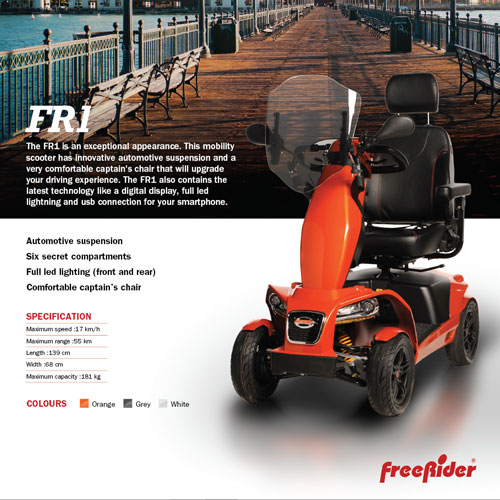 FR1
The FR1 is an exceptional appearance. This mobility
scooter has innovative automotive suspension and a
very comfortable captain's chair that will upgrade
your driving experience. The FR1 also contains the
latest technology like a digital display, full led
lightning and usb connection for your smartphone.
Automotive suspension
Six secret compartments
Full led lighting (front and rear)
Comfortable captain's chair
SPECIFICATION
Maximum speed :17 km/h
Maximum range :55 km
Length :139 cm
Width :68 cm
Maximum capacity :181 kg
COLOURS Orange Grey White
FreeRider®